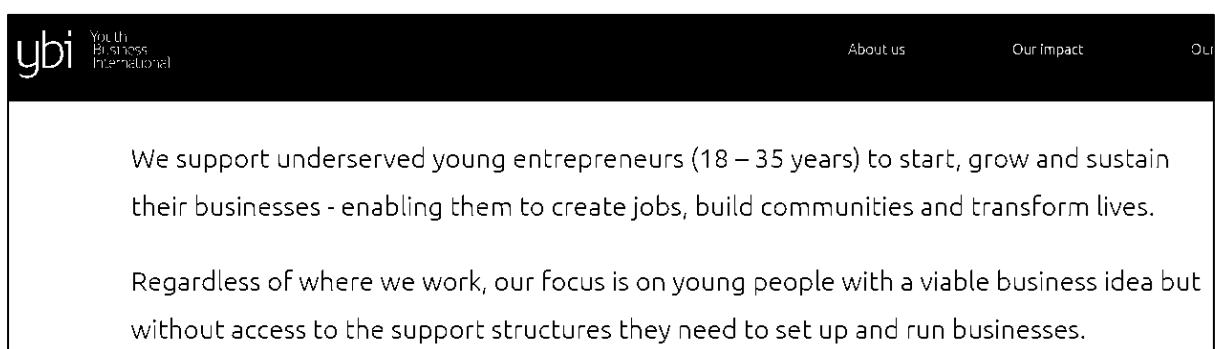 ybi
Youth
Business
International
About us
Our impact
Our
We support underserved young entrepreneurs (18 – 35 years) to start, grow and sustain
their businesses - enabling them to create jobs, build communities and transform lives.
Regardless of where we work, our focus is on young people with a viable business idea but
without access to the support structures they need to set up and run businesses.